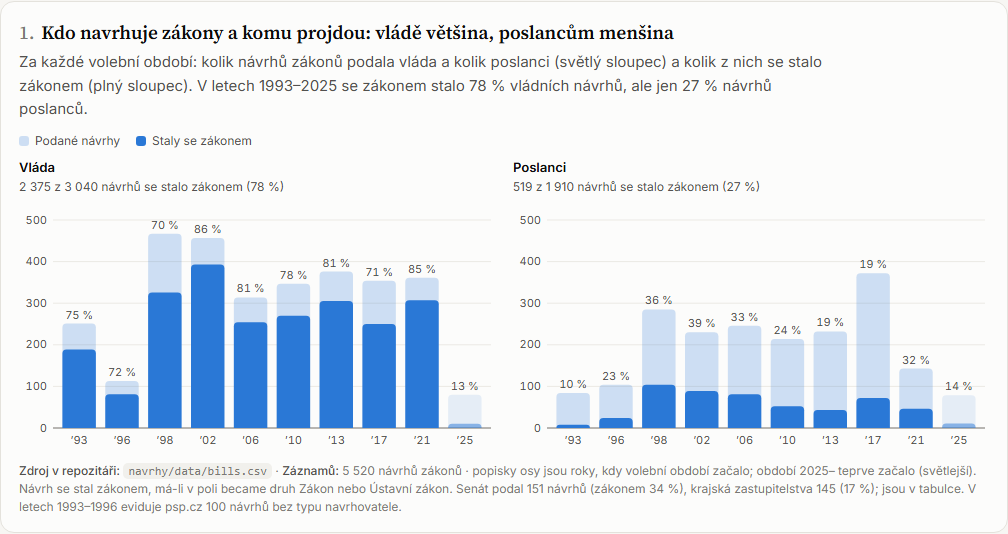 1. Kdo navrhuje zákony a komu projdou: vládě většina, poslancům menšina
Za každé volební období: kolik návrhů zákonů podala vláda a kolik poslanci (světlý sloupec) a kolik z nich se stalo
zákonem (plný sloupec). V letech 1993–2025 se zákonem stalo 78 % vládních návrhů, ale jen 27 % návrhů
poslanců.
Podané návrhy Staly se zákonem
Vláda
2 375 z 3 040 návrhů se stalo zákonem (78 %)
500
400
300
200
100
0
75 %
72 %
70 %
86 %
81 %
78 %
81 %
71 %
85 %
13 %
’93 ’96 ’98 ’02 ’06 ’10 ’13 ’17 ’21 ’25
Poslanci
519 z 1 910 návrhů se stalo zákonem (27 %)
500
400
300
200
100
0
10 %
23 %
36 %
39 %
33 %
24 %
19 %
19 %
32 %
14 %
’93 ’96 ’98 ’02 ’06 ’10 ’13 ’17 ’21 ’25
Zdroj v repozitáři: navrhy/data/bills.csv · Záznamů: 5 520 návrhů zákonů · popisky osy jsou roky, kdy volební období začalo; období 2025– teprve začalo (světlejší).
Návrh se stal zákonem, má-li v poli became druh Zákon nebo Ústavní zákon. Senát podal 151 návrhů (zákonem 34 %), krajská zastupitelstva 145 (17 %); jsou v tabulce. V
letech 1993–1996 eviduje psp.cz 100 návrhů bez typu navrhovatele.